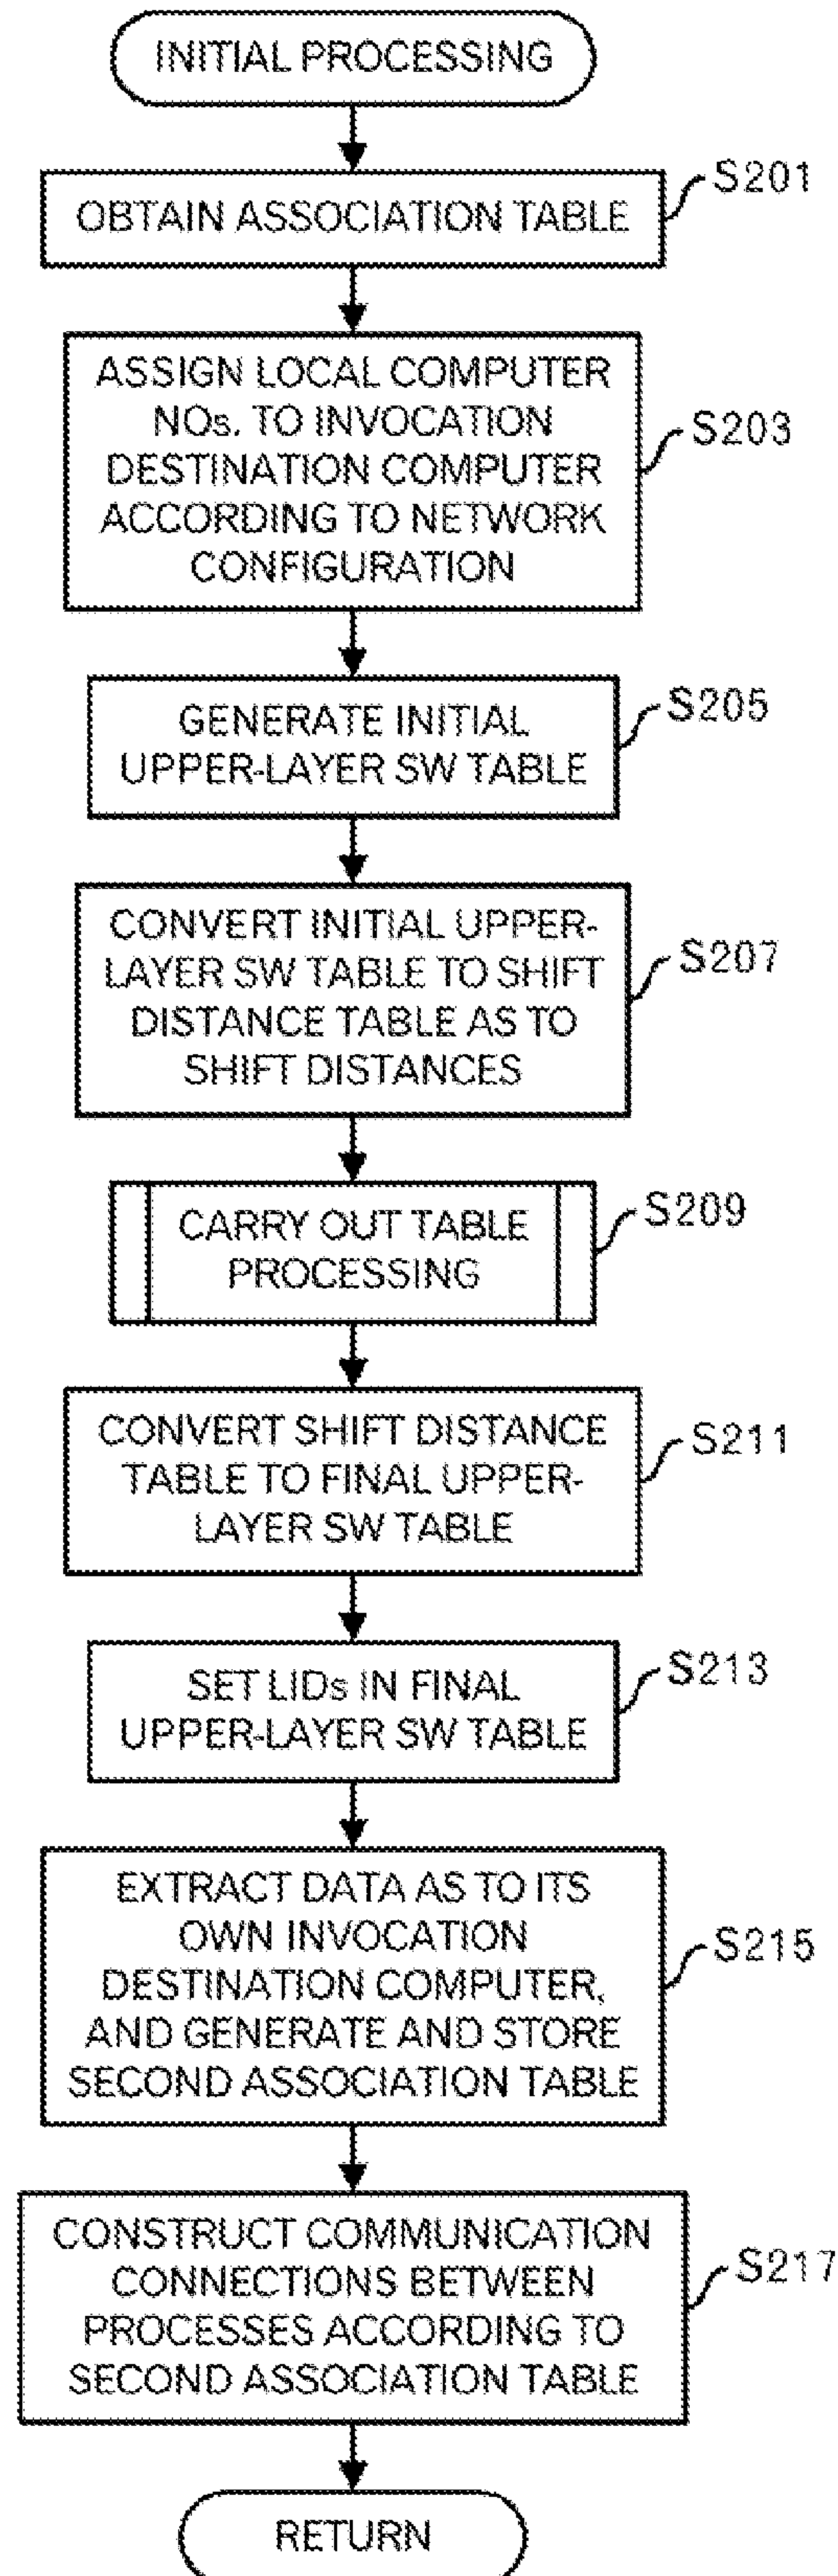 INITIAL PROCESSING
S201
OBTAIN ASSOCIATION TABLE
ASSIGN LOCAL COMPUTER
NOs. TO INVOCATION
S203
DESTINATION COMPUTER
ACCORDING TO NETWORK
CONFIGURATION
S205
GENERATE INITIAL
UPPER-LAYER SW TABLE
CONVERT INITIAL UPPER-
LAYER SW TABLE TO SHIFT
S207
DISTANCE TABLE AS TO
SHIFT DISTANCES
S209
CARRY OUT TABLE
PROCESSING
CONVERT SHIFT DISTANCE
S211
TABLE TO FINAL UPPER-
LAYER SW TABLE
S213
SET LIDs IN FINAL
UPPER-LAYER SW TABLE
EXTRACT DATA AS TO ITS
OWN INVOCATION
S215
DESTINATION COMPUTER,
AND GENERATE AND STORE
SECOND ASSOCIATION TABLE
CONSTRUCT COMMUNICATION
S217
CONNECTIONS BETWEEN
PROCESSES ACCORDING TO
SECOND ASSOCIATION TABLE
RETURN